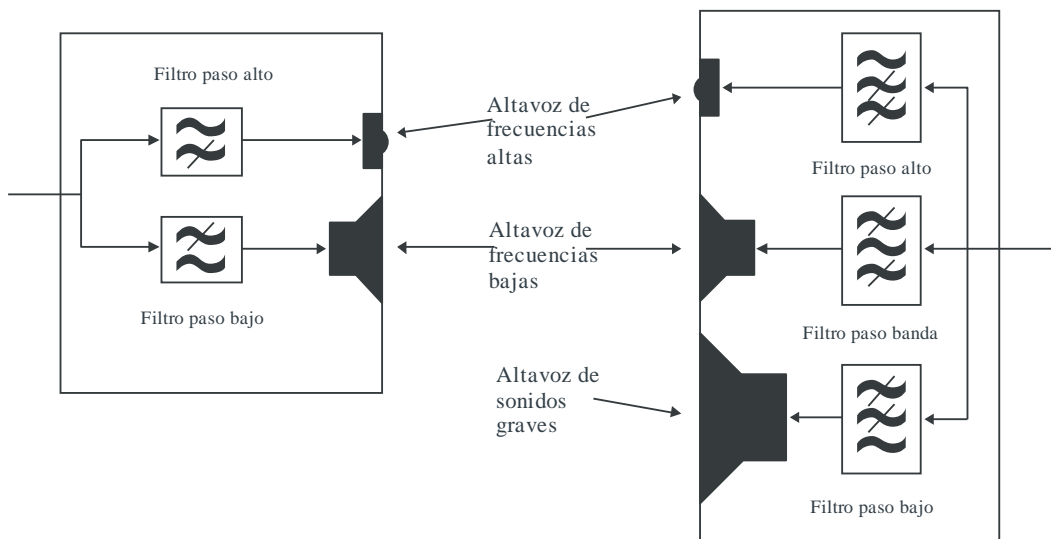 Filtro paso alto
Filtro paso bajo
Altavoz de
frecuencias
altas
Altavoz de
frecuencias
bajas
Altavoz de
sonidos
graves
Filtro paso alto
Filtro paso banda
Filtro paso bajo